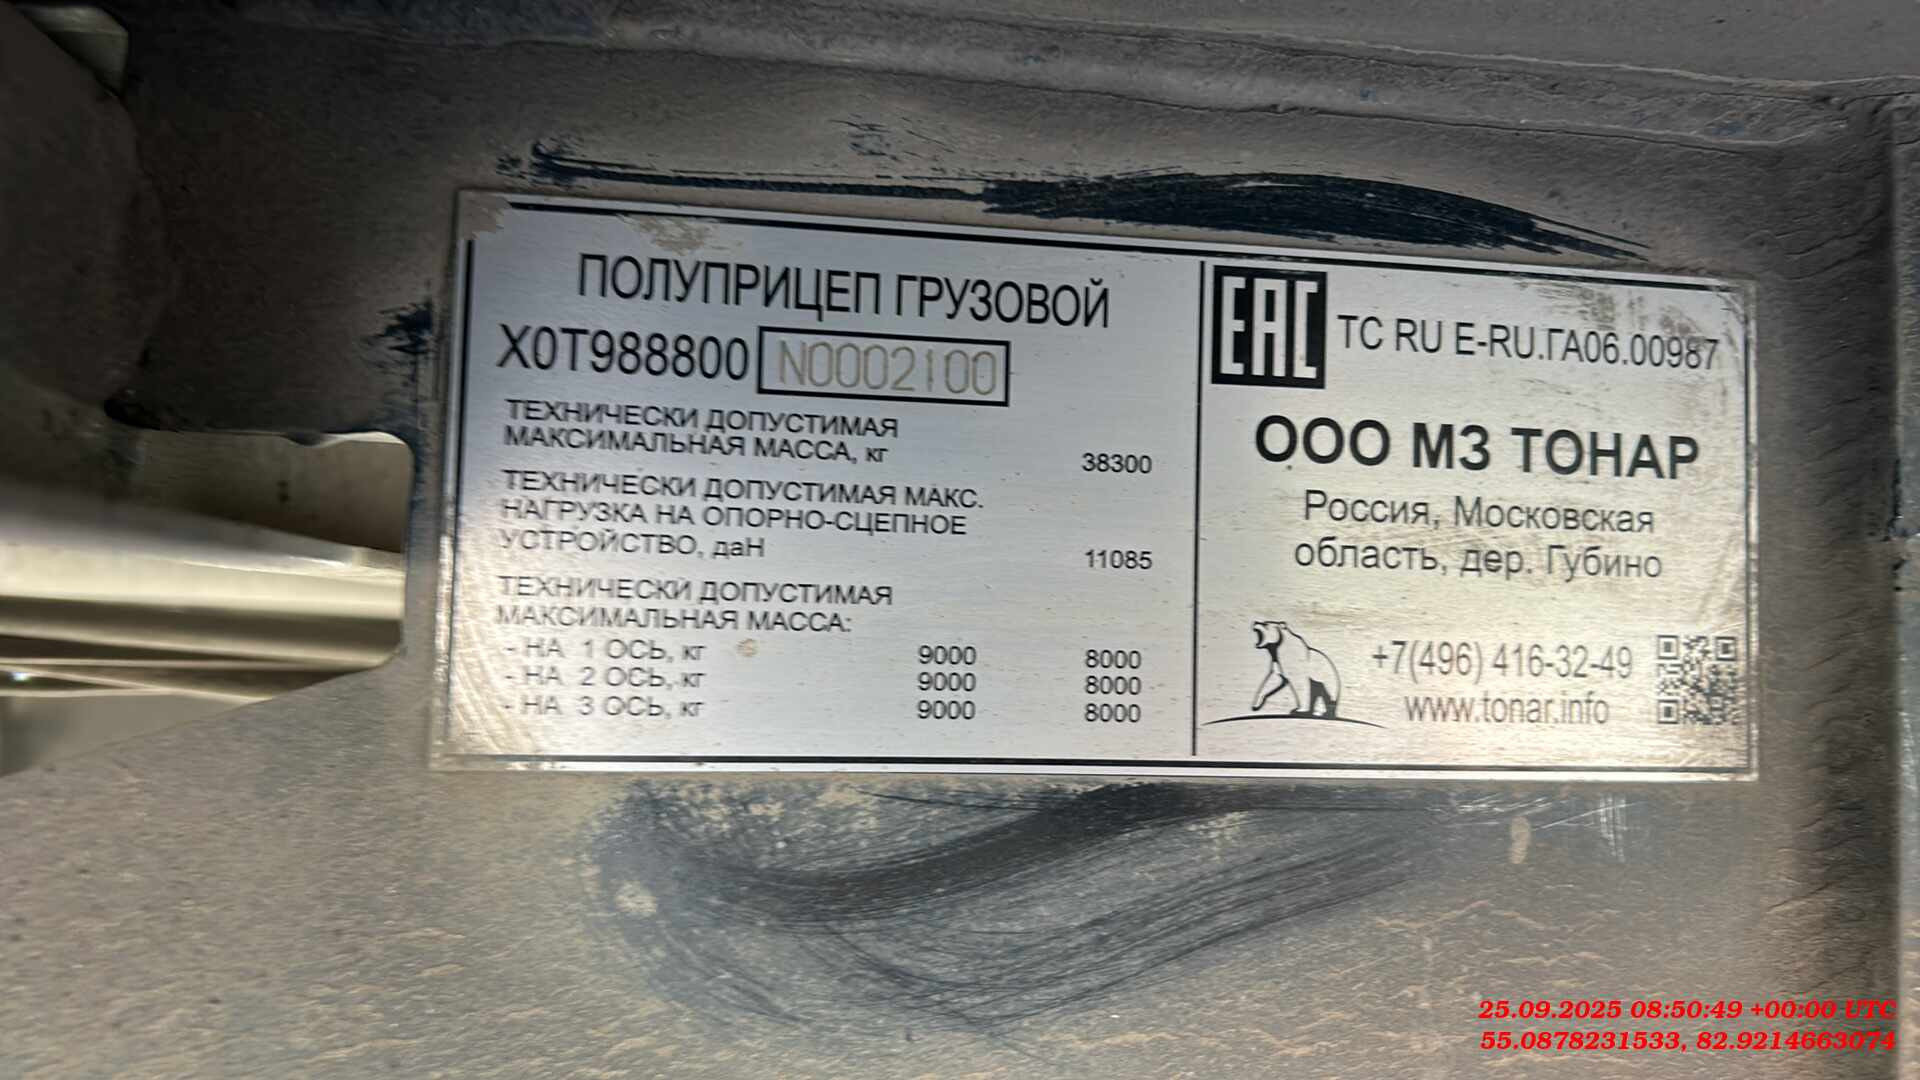 ПОЛУПРИЦЕП ГРУЗОВОЙ
X0T988800 N0002100
ТЕХНИЧЕСКИ ДОПУСТИМАЯ
МАКСИМАЛЬНАЯ МАССА, кг 38300
ТЕХНИЧЕСКИ ДОПУСТИМАЯ МАКС.
НАГРУЗКА НА ОПОРНО-СЦЕПНОЕ
УСТРОЙСТВО, даН 11085
ТЕХНИЧЕСКИ ДОПУСТИМАЯ
МАКСИМАЛЬНАЯ МАССА:
- НА 1 ОСЬ, кг 9000 8000
- НА 2 ОСЬ, кг 9000 8000
- НА 3 ОСЬ, кг 9000 8000
EAC TC RU E-RU.ГА06.00987
ООО МЗ ТОНАР
Россия, Московская
область, дер. Губино
+7(496) 416-32-49
www.tonar.info
25.09.2025 08:50:49 +00:00 UTC
55.0878231533, 82.9214663074